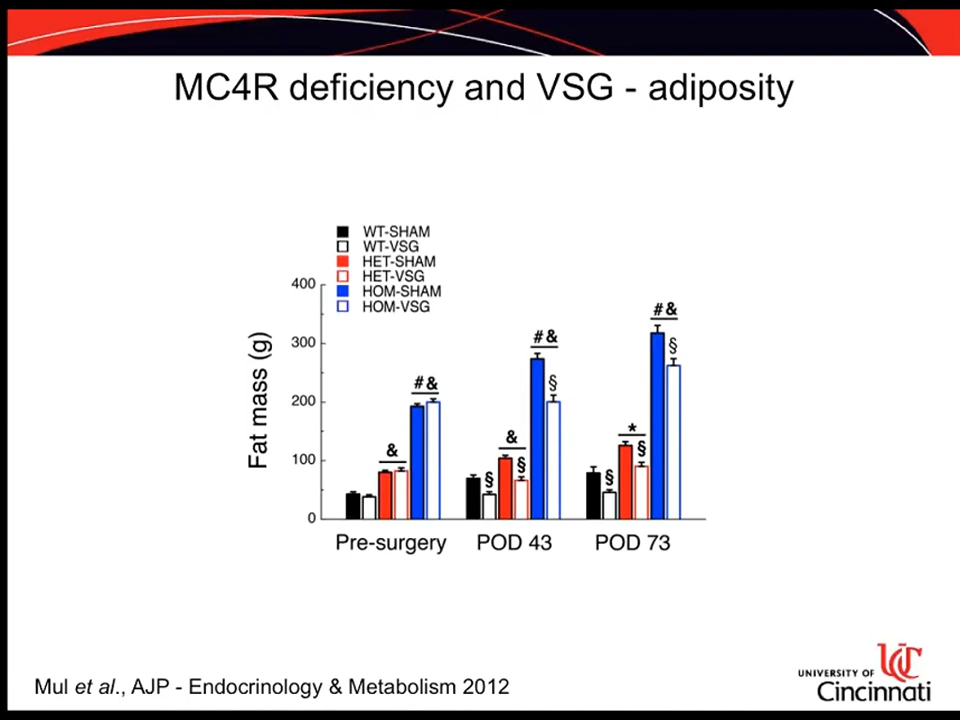 MC4R deficiency and VSG - adiposity
WT-SHAM
WT-VSG
HET-SHAM
HET-VSG
HOM-SHAM
HOM-VSG
Fat mass (g)
400
300
200
100
0
&
# &
&
# &
§
§
§
*
# &
§
§
§
Pre-surgery
POD 43
POD 73
Mul et al., AJP - Endocrinology & Metabolism 2012
UC
UNIVERSITY OF
Cincinnati